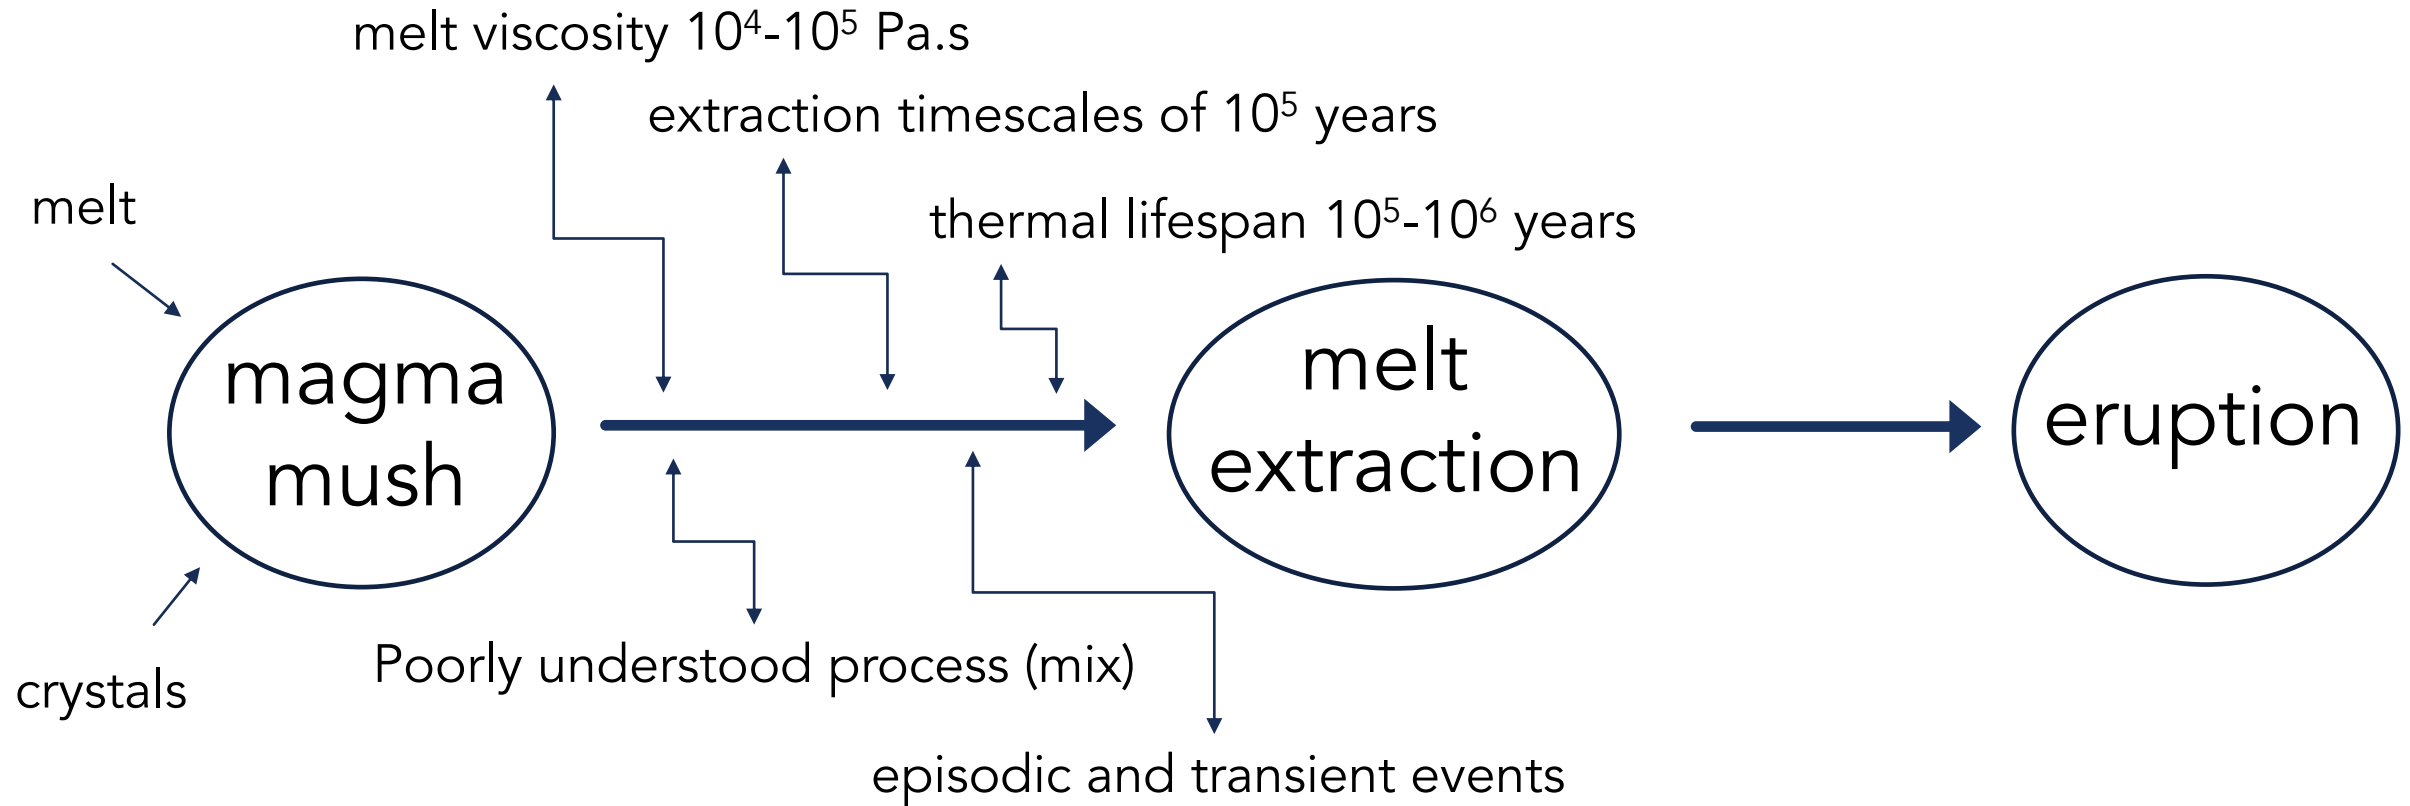 melt viscosity 10⁴-10⁵ Pa.s
extraction timescales of 10⁵ years
melt
thermal lifespan 10⁵-10⁶ years
magma
mush
melt
extraction
eruption
crystals
Poorly understood process (mix)
episodic and transient events